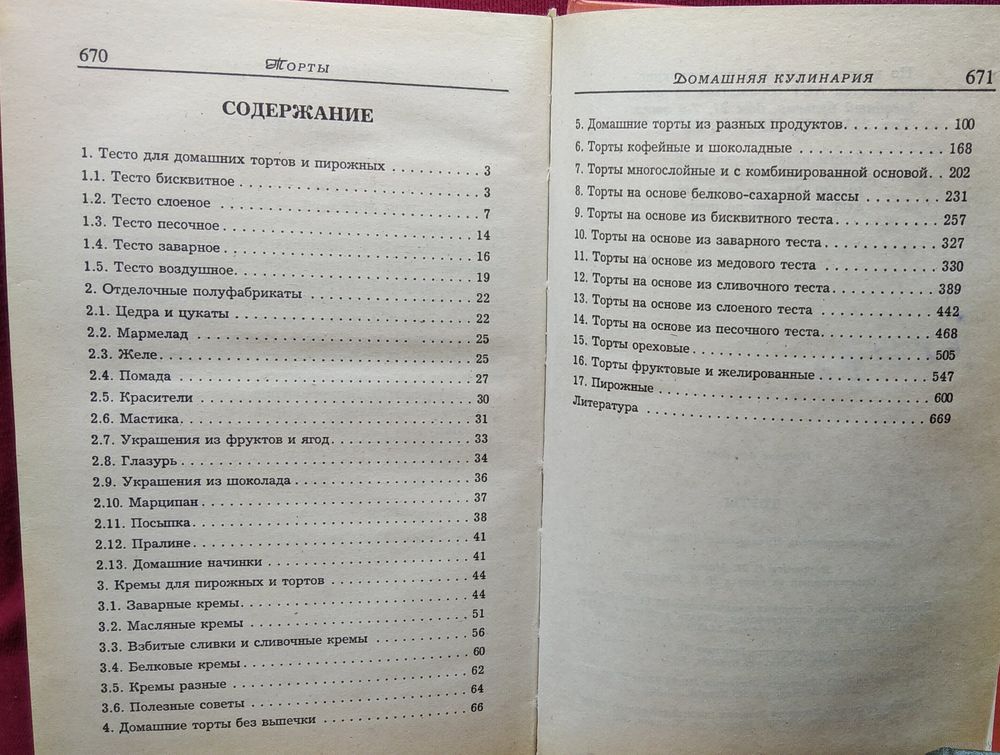 670
Торты
СОДЕРЖАНИЕ
1. Тесто для домашних тортов и пирожных . . . . . . . . . . 3
1.1. Тесто бисквитное . . . . . . . . . . . . . . . . . . . . . . . . . . 3
1.2. Тесто слоеное . . . . . . . . . . . . . . . . . . . . . . . . . . . . 7
1.3. Тесто песочное . . . . . . . . . . . . . . . . . . . . . . . . . . . 14
1.4. Тесто заварное . . . . . . . . . . . . . . . . . . . . . . . . . . . 16
1.5. Тесто воздушное. . . . . . . . . . . . . . . . . . . . . . . . . . 19
2. Отделочные полуфабрикаты . . . . . . . . . . . . . . . . . 22
2.1. Цедра и цукаты . . . . . . . . . . . . . . . . . . . . . . . . . . 22
2.2. Мармелад . . . . . . . . . . . . . . . . . . . . . . . . . . . . . . 25
2.3. Желе. . . . . . . . . . . . . . . . . . . . . . . . . . . . . . . . . . 25
2.4. Помада . . . . . . . . . . . . . . . . . . . . . . . . . . . . . . . . 27
2.5. Красители . . . . . . . . . . . . . . . . . . . . . . . . . . . . . 30
2.6. Мастика. . . . . . . . . . . . . . . . . . . . . . . . . . . . . . . 31
2.7. Украшения из фруктов и ягод. . . . . . . . . . . . . . . 33
2.8. Глазурь . . . . . . . . . . . . . . . . . . . . . . . . . . . . . . . 34
2.9. Украшения из шоколада . . . . . . . . . . . . . . . . . . . 36
2.10. Марципан . . . . . . . . . . . . . . . . . . . . . . . . . . . . 37
2.11. Посыпка. . . . . . . . . . . . . . . . . . . . . . . . . . . . . 38
2.12. Пралине. . . . . . . . . . . . . . . . . . . . . . . . . . . . . 41
2.13. Домашние начинки . . . . . . . . . . . . . . . . . . . . . 41
3. Кремы для пирожных и тортов . . . . . . . . . . . . . . . 44
3.1. Заварные кремы. . . . . . . . . . . . . . . . . . . . . . . . . 44
3.2. Масляные кремы . . . . . . . . . . . . . . . . . . . . . . . . 51
3.3. Взбитые сливки и сливочные кремы . . . . . . . . . . 56
3.4. Белковые кремы. . . . . . . . . . . . . . . . . . . . . . . . . 60
3.5. Кремы разные . . . . . . . . . . . . . . . . . . . . . . . . . . 62
3.6. Полезные советы . . . . . . . . . . . . . . . . . . . . . . . . 64
4. Домашние торты без выпечки . . . . . . . . . . . . . . . . 66
Домашняя кулинария
671
5. Домашние торты из разных продуктов. . . . . . . . . . . 100
6. Торты кофейные и шоколадные . . . . . . . . . . . . . . . 168
7. Торты многослойные и с комбинированной основой. . 202
8. Торты на основе белково-сахарной массы . . . . . . . . 231
9. Торты на основе из бисквитного теста. . . . . . . . . . . 257
10. Торты на основе из заварного теста. . . . . . . . . . . . 327
11. Торты на основе из медового теста . . . . . . . . . . . . 330
12. Торты на основе из сливочного теста. . . . . . . . . . . 389
13. Торты на основе из слоеного теста . . . . . . . . . . . . 442
14. Торты на основе из песочного теста. . . . . . . . . . . . 468
15. Торты ореховые . . . . . . . . . . . . . . . . . . . . . . . . . 505
16. Торты фруктовые и желированные . . . . . . . . . . . . 547
17. Пирожные . . . . . . . . . . . . . . . . . . . . . . . . . . . . 600
Литература . . . . . . . . . . . . . . . . . . . . . . . . . . . . . 669